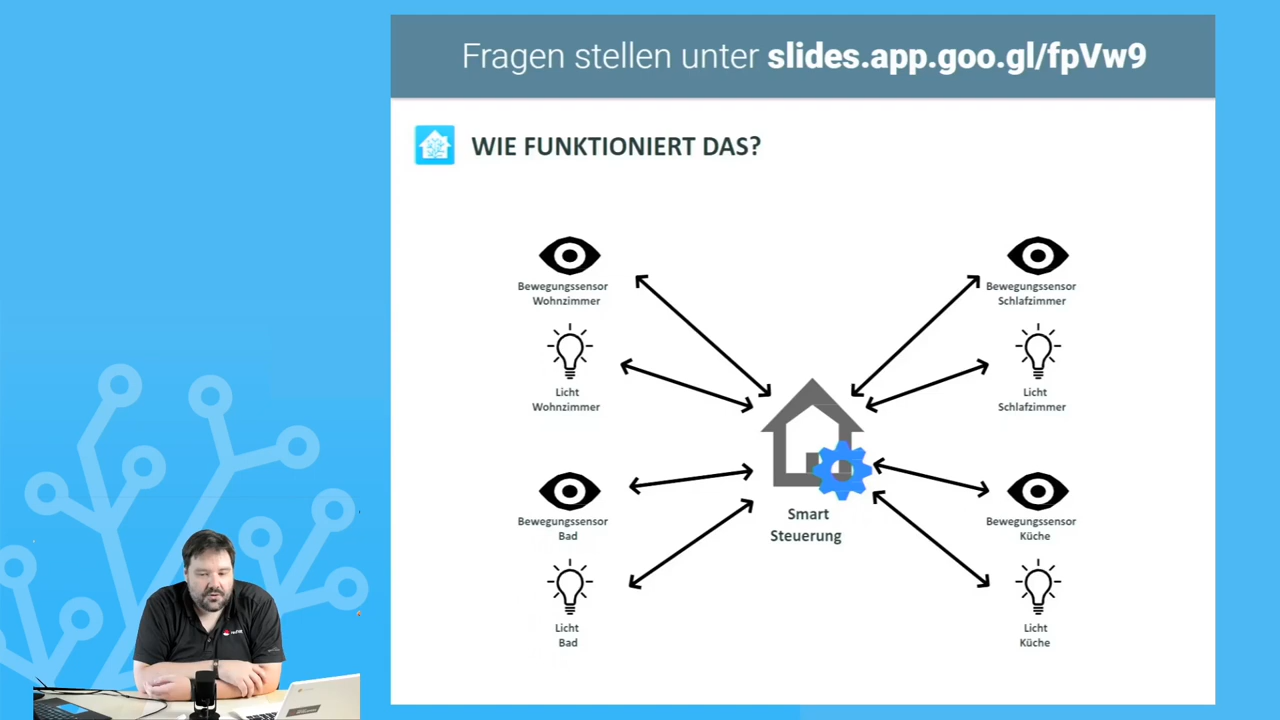 Fragen stellen unter slides.app.goo.gl/fpVw9
WIE FUNKTIONIERT DAS?
Bewegungssensor
Wohnzimmer
Licht
Wohnzimmer
Bewegungssensor
Schlafzimmer
Licht
Schlafzimmer
Smart
Steuerung
Bewegungssensor
Bad
Licht
Bad
Bewegungssensor
Küche
Licht
Küche